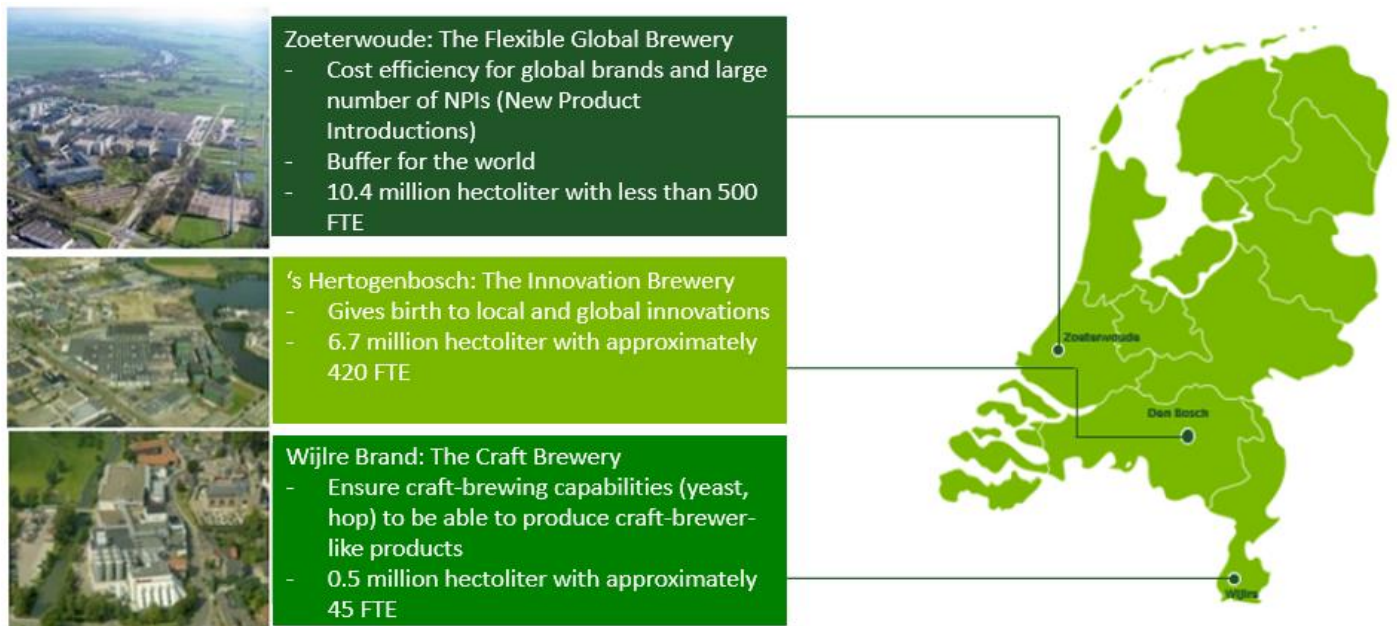 Zoeterwoude: The Flexible Global Brewery
- Cost efficiency for global brands and large
number of NPIs (New Product
Introductions)
- Buffer for the world
- 10.4 million hectoliter with less than 500
FTE
‘s Hertogenbosch: The Innovation Brewery
- Gives birth to local and global innovations
- 6.7 million hectoliter with approximately
420 FTE
Wijlre Brand: The Craft Brewery
- Ensure craft-brewing capabilities (yeast,
hop) to be able to produce craft-brewer-
like products
- 0.5 million hectoliter with approximately
45 FTE
Zoeterwoude
Den Bosch
Wijlre